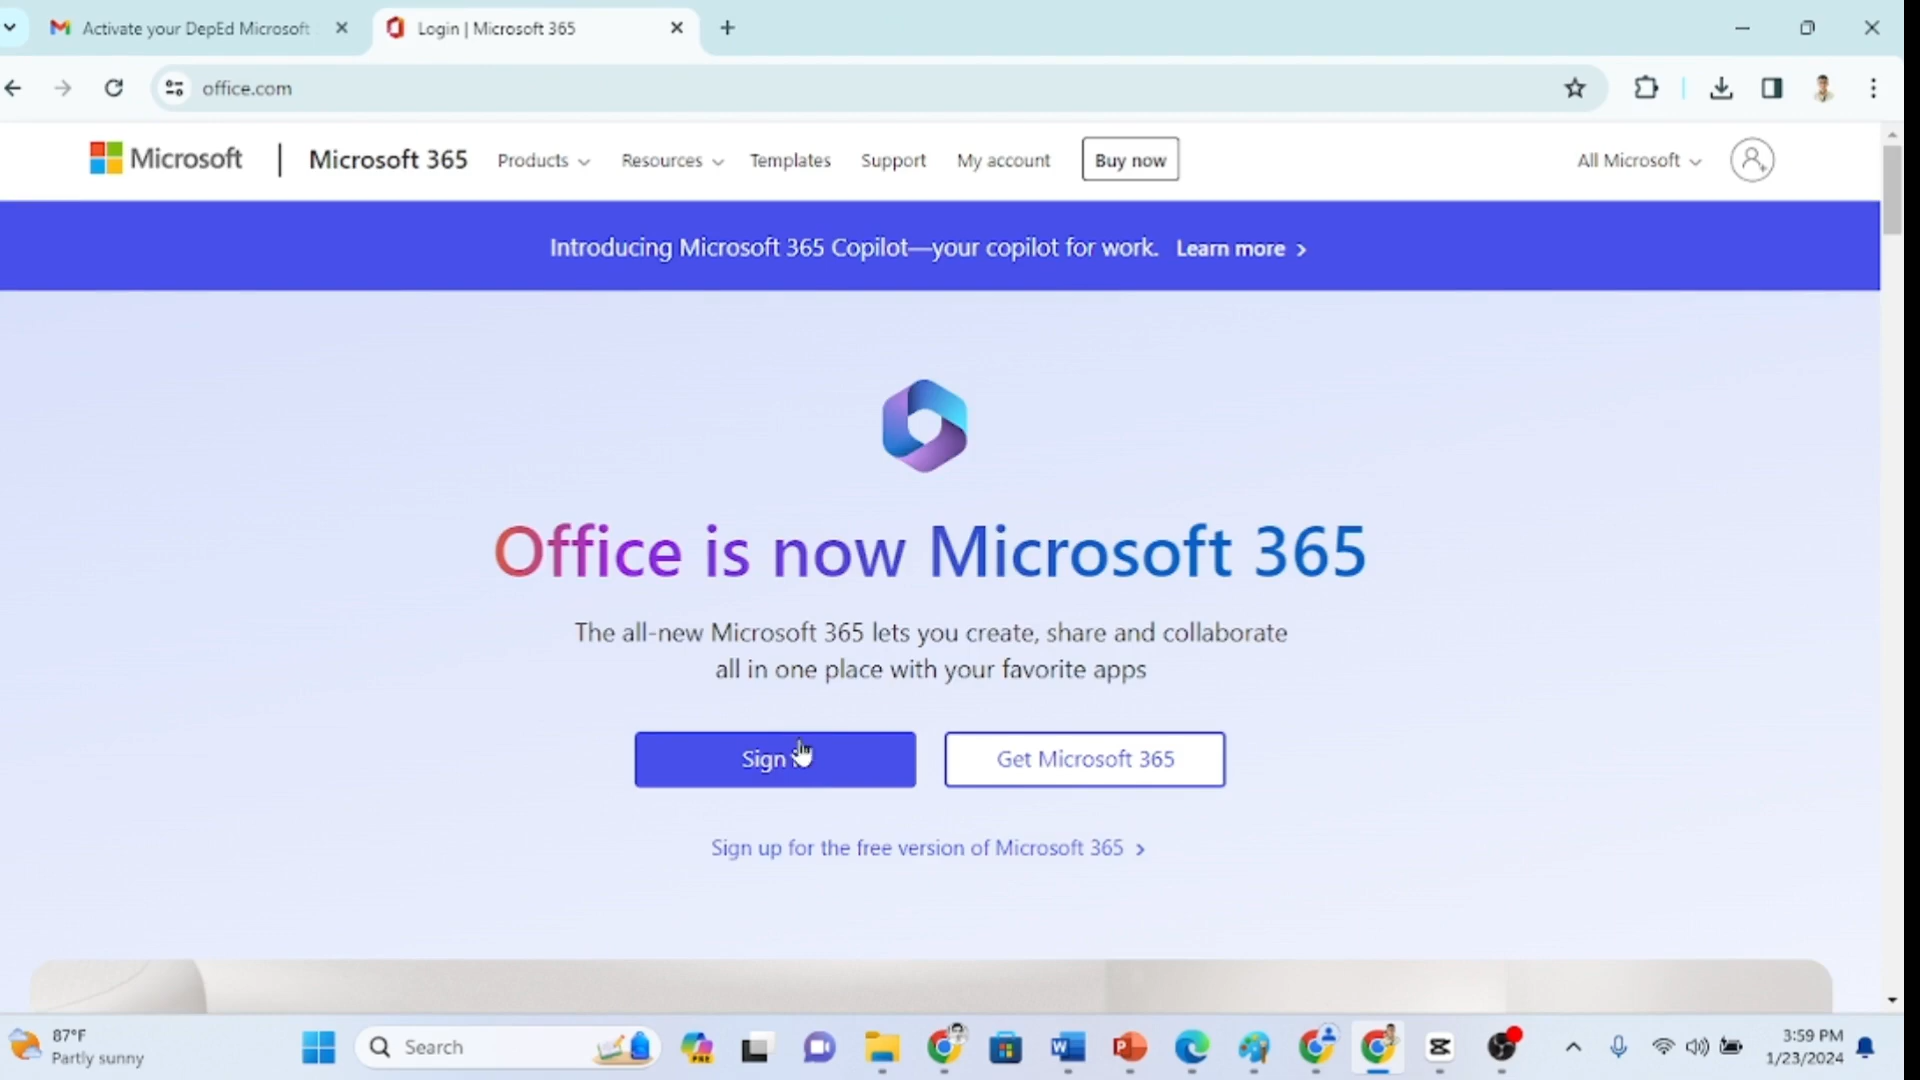 Activate your DepEd Microsoft
Login | Microsoft 365
office.com
Microsoft
Microsoft 365
Products
Resources
Templates
Support
My account
Buy now
All Microsoft
Introducing Microsoft 365 Copilot—your copilot for work. Learn more >
Office is now Microsoft 365
The all-new Microsoft 365 lets you create, share and collaborate
all in one place with your favorite apps
Sign
Get Microsoft 365
Sign up for the free version of Microsoft 365 >
87°F
Partly sunny
Search
PRE
3:59 PM
1/23/2024